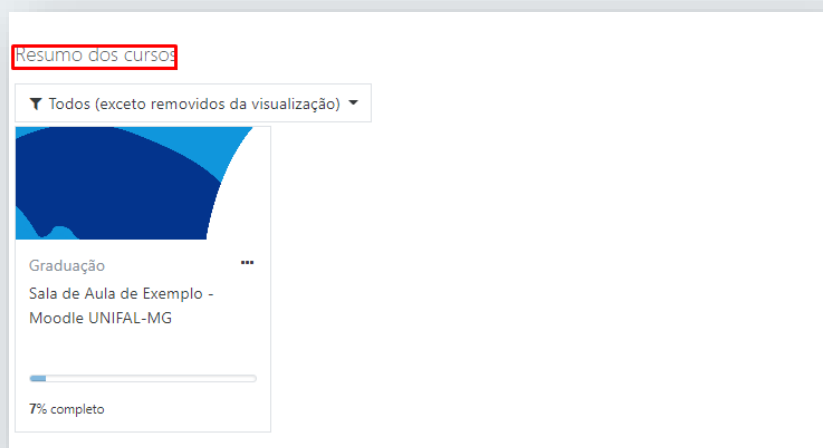 Resumo dos cursos
Todos (exceto removidos da visualização)
Graduação
Sala de Aula de Exemplo -
Moodle UNIFAL-MG
7% completo